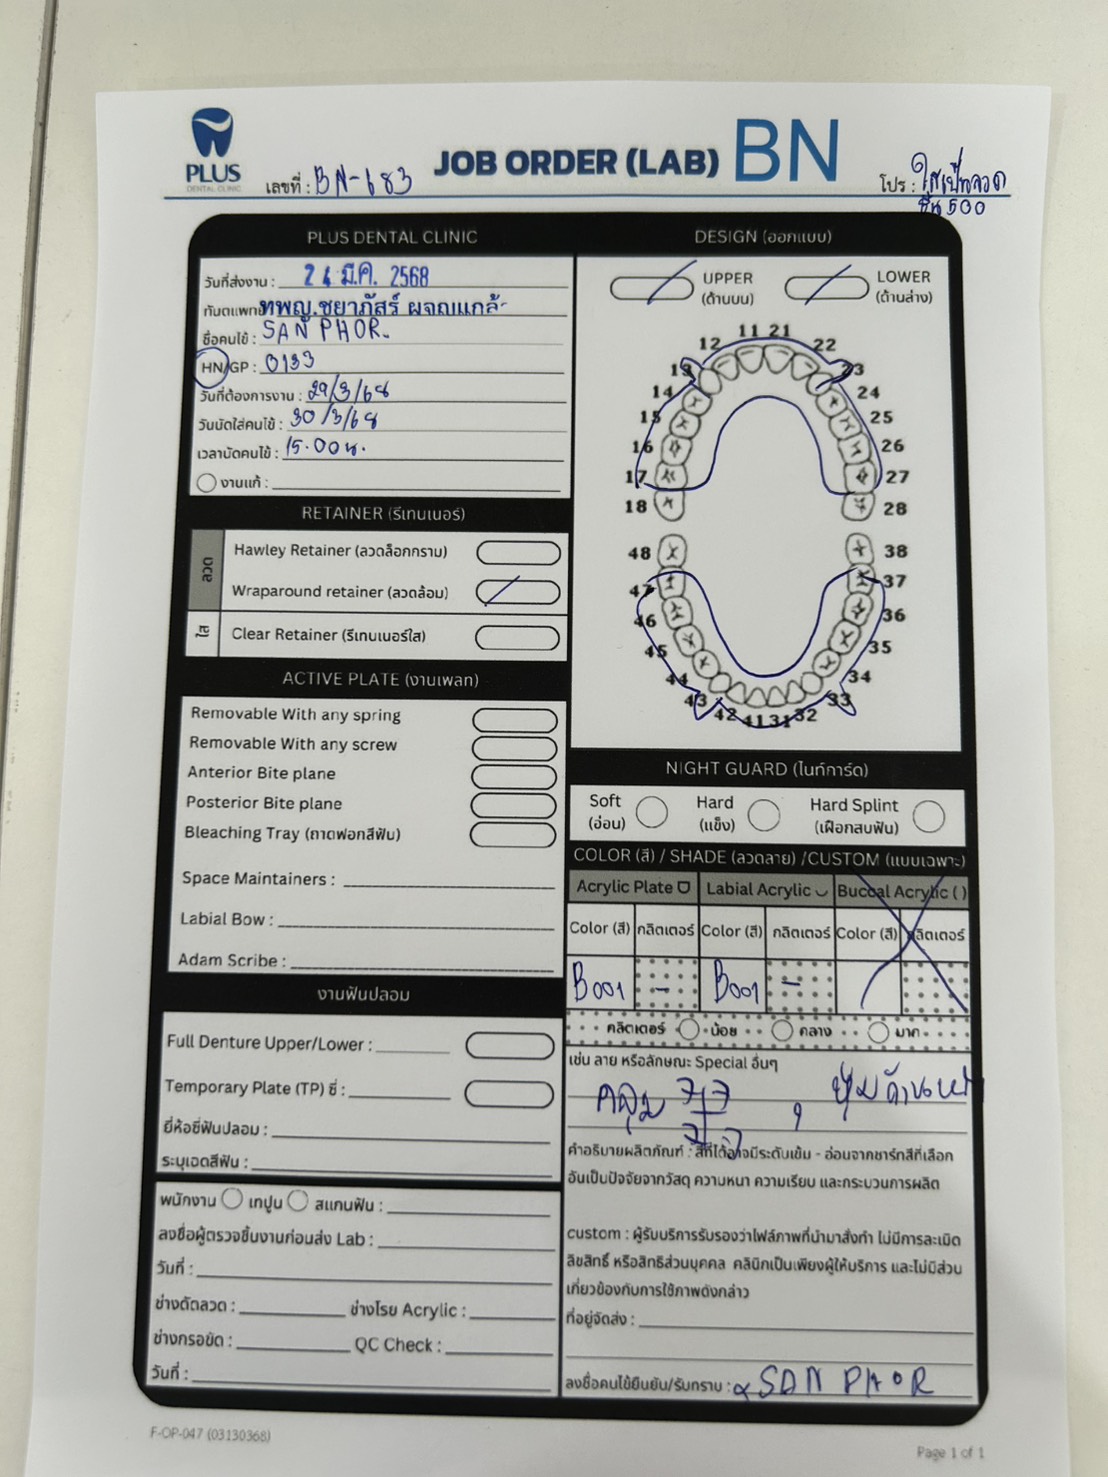 PLUS
DENTAL CLINIC
เลขที่ : BN-683
JOB ORDER (LAB) BN
โปร : ใสเป็นลวด
ชิ้น 500
PLUS DENTAL CLINIC
วันที่ส่งงาน : 24 มี.ค. 2568
ทันตแพทย์ ทพญ.ชยาภัสร์ ผจญแกล้ว
ชื่อคนไข้ : SAN PHOR
HN/GP : 0133
วันที่ต้องการงาน : 29/3/68
วันนัดใส่คนไข้ : 30/3/68
เวลานัดคนไข้ : 15.00 น.
งานแก้ :
RETAINER (รีเทนเนอร์)
ลวด
Hawley Retainer (ลวดล็อกกราม)
Wraparound retainer (ลวดล้อม)
ใส
Clear Retainer (รีเทนเนอร์ใส)
ACTIVE PLATE (งานเพลท)
Removable With any spring
Removable With any screw
Anterior Bite plane
Posterior Bite plane
Bleaching Tray (ถาดฟอกสีฟัน)
Space Maintainers :
Labial Bow :
Adam Scribe :
งานฟันปลอม
Full Denture Upper/Lower :
Temporary Plate (TP) ซี่ :
ยี่ห้อซี่ฟันปลอม :
ระบุเฉดสีฟัน :
พนักงาน เทปูน สแกนฟัน :
ลงชื่อผู้ตรวจชิ้นงานก่อนส่ง Lab :
วันที่ :
ช่างดัดลวด : ช่างโรย Acrylic :
ช่างกรอขัด : QC Check :
วันที่ :
DESIGN (ออกแบบ)
UPPER
(ด้านบน)
LOWER
(ด้านล่าง)
11 21
12 22
13 23
14 24
15 25
16 26
17 27
18 28
48 38
47 37
46 36
45 35
44 34
43 33
42 41 31 32
NIGHT GUARD (ไนท์การ์ด)
Soft
(อ่อน)
Hard
(แข็ง)
Hard Splint
(เฝือกสบฟัน)
COLOR (สี) / SHADE (ลวดลาย) /CUSTOM (แบบเฉพาะ)
Acrylic Plate Labial Acrylic Buccal Acrylic ( )
Color (สี) กลิตเตอร์ Color (สี) กลิตเตอร์ Color (สี) กลิตเตอร์
B001 - B001 -
กลิตเตอร์ น้อย กลาง มาก
เช่น ลาย หรือลักษณะ Special อื่นๆ
คลุม 7 7 , ปุ่มด้านหน้า
7 7
คำอธิบายผลิตภัณฑ์ : สีที่ได้อาจมีระดับเข้ม - อ่อนจากชาร์ทสีที่เลือก
อันเป็นปัจจัยจากวัสดุ ความหนา ความเรียบ และกระบวนการผลิต
custom : ผู้รับบริการรับรองว่าไฟล์ภาพที่นำมาสั่งทำ ไม่มีการละเมิด
ลิขสิทธิ์ หรือสิทธิส่วนบุคคล คลินิกเป็นเพียงผู้ให้บริการ และไม่มีส่วน
เกี่ยวข้องกับการใช้ภาพดังกล่าว
ที่อยู่จัดส่ง :
ลงชื่อคนไข้ยืนยัน/รับทราบ : SAN PHOR
F-OP-047 (03130368)
Page 1 of 1